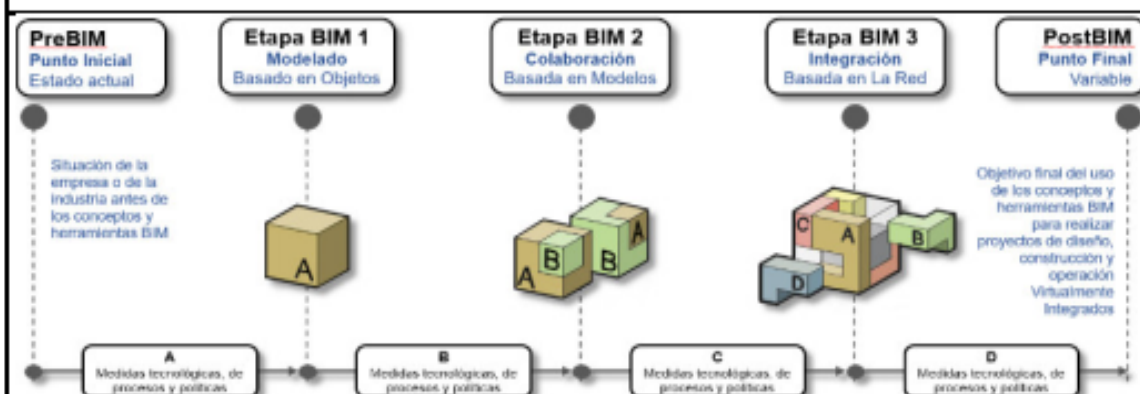 PreBIM
Punto Inicial
Estado actual
Etapa BIM 1
Modelado
Basado en Objetos
Etapa BIM 2
Colaboración
Basada en Modelos
Etapa BIM 3
Integración
Basada en La Red
PostBIM
Punto Final
Variable
Situación de la
empresa o de la
industria antes de
los conceptos y
herramientas BIM
A
A
B
B
A
C
A
B
D
Objetivo final del uso
de los conceptos y
herramientas BIM
para realizar
proyectos de diseño,
construcción y
operación
Virtualmente
Integrados
A
Medidas tecnológicas, de
procesos y políticas
B
Medidas tecnológicas, de
procesos y políticas
C
Medidas tecnológicas, de
procesos y políticas
D
Medidas tecnológicas, de
procesos y políticas